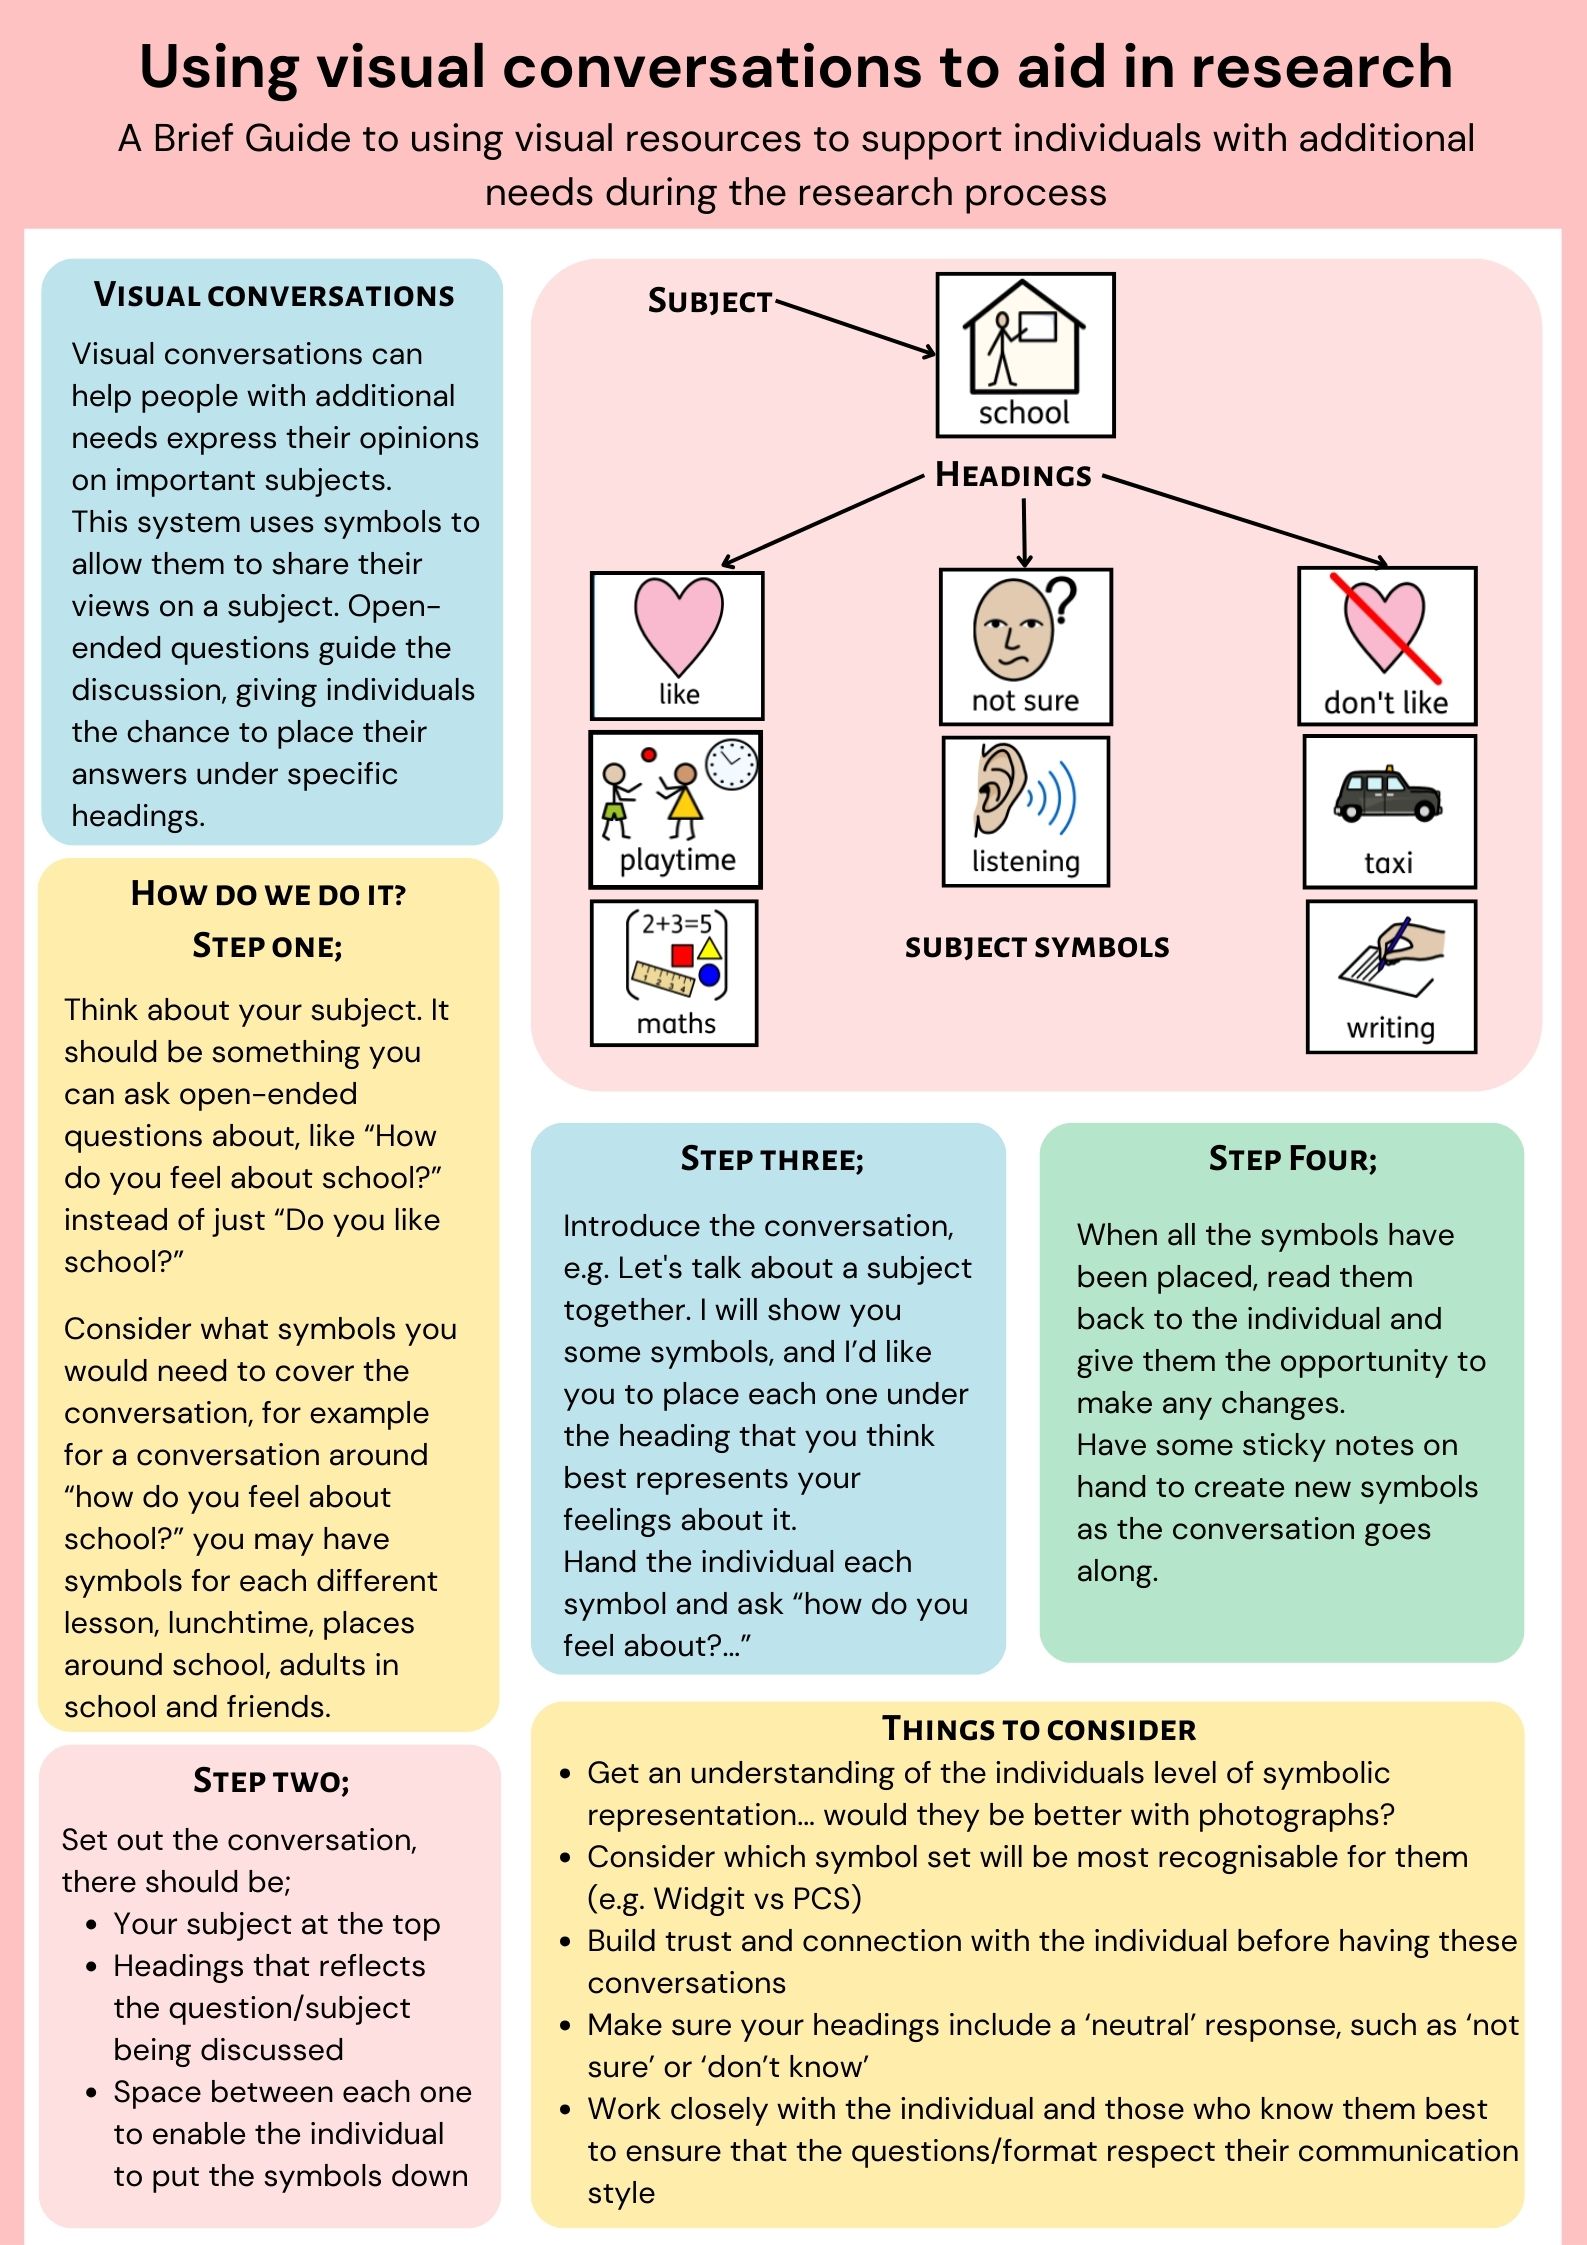 Using visual conversations to aid in research
A Brief Guide to using visual resources to support individuals with additional
needs during the research process
Visual conversations
Visual conversations can
help people with additional
needs express their opinions
on important subjects.
This system uses symbols to
allow them to share their
views on a subject. Open-
ended questions guide the
discussion, giving individuals
the chance to place their
answers under specific
headings.
Subject
school
Headings
like
not sure
don't like
playtime
listening
taxi
2+3=5
1 2 3 4
maths
subject symbols
writing
How do we do it?
Step one;
Think about your subject. It
should be something you
can ask open-ended
questions about, like “How
do you feel about school?”
instead of just “Do you like
school?”
Consider what symbols you
would need to cover the
conversation, for example
for a conversation around
“how do you feel about
school?” you may have
symbols for each different
lesson, lunchtime, places
around school, adults in
school and friends.
Step two;
Set out the conversation,
there should be;
• Your subject at the top
• Headings that reflects
the question/subject
being discussed
• Space between each one
to enable the individual
to put the symbols down
Step three;
Introduce the conversation,
e.g. Let's talk about a subject
together. I will show you
some symbols, and I’d like
you to place each one under
the heading that you think
best represents your
feelings about it.
Hand the individual each
symbol and ask “how do you
feel about?...”
Step Four;
When all the symbols have
been placed, read them
back to the individual and
give them the opportunity to
make any changes.
Have some sticky notes on
hand to create new symbols
as the conversation goes
along.
Things to consider
• Get an understanding of the individuals level of symbolic
representation... would they be better with photographs?
• Consider which symbol set will be most recognisable for them
(e.g. Widgit vs PCS)
• Build trust and connection with the individual before having these
conversations
• Make sure your headings include a ‘neutral’ response, such as ‘not
sure’ or ‘don’t know’
• Work closely with the individual and those who know them best
to ensure that the questions/format respect their communication
style